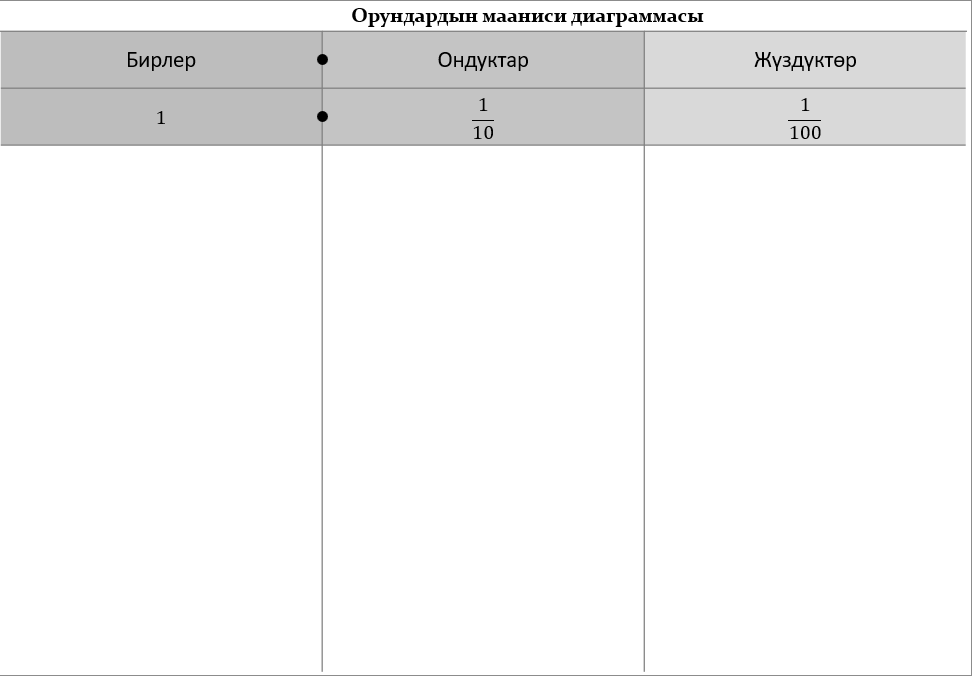 Орундардын мааниси диаграммасы
Бирлер • Ондуктар Жүздүктөр
1 • 1/10 1/100